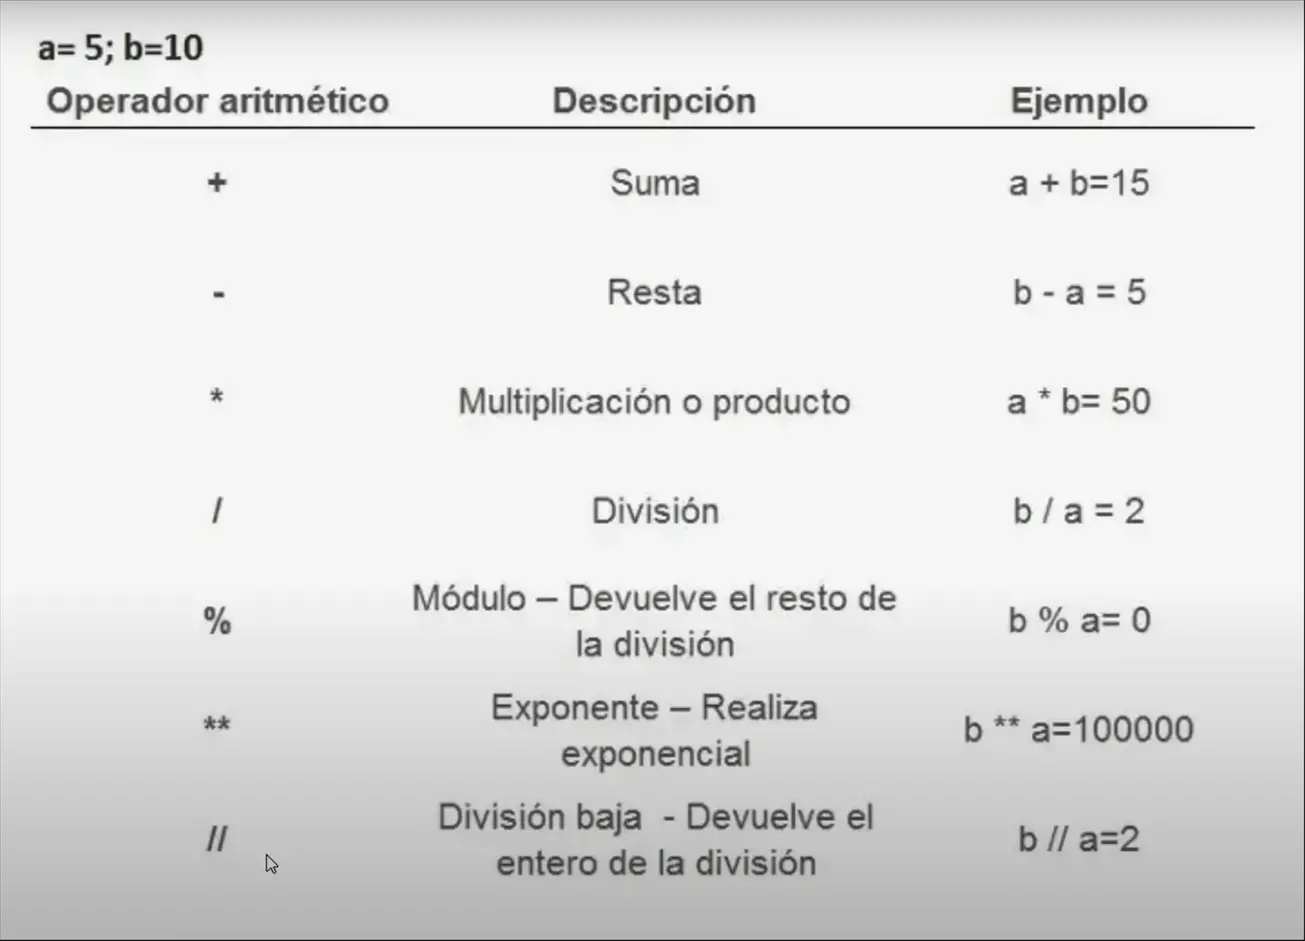 a= 5; b=10
Operador aritmético Descripción Ejemplo
+ Suma a + b=15
- Resta b - a = 5
* Multiplicación o producto a * b= 50
/ División b / a = 2
% Módulo – Devuelve el resto de la división b % a= 0
** Exponente – Realiza exponencial b ** a=100000
// División baja - Devuelve el entero de la división b // a=2